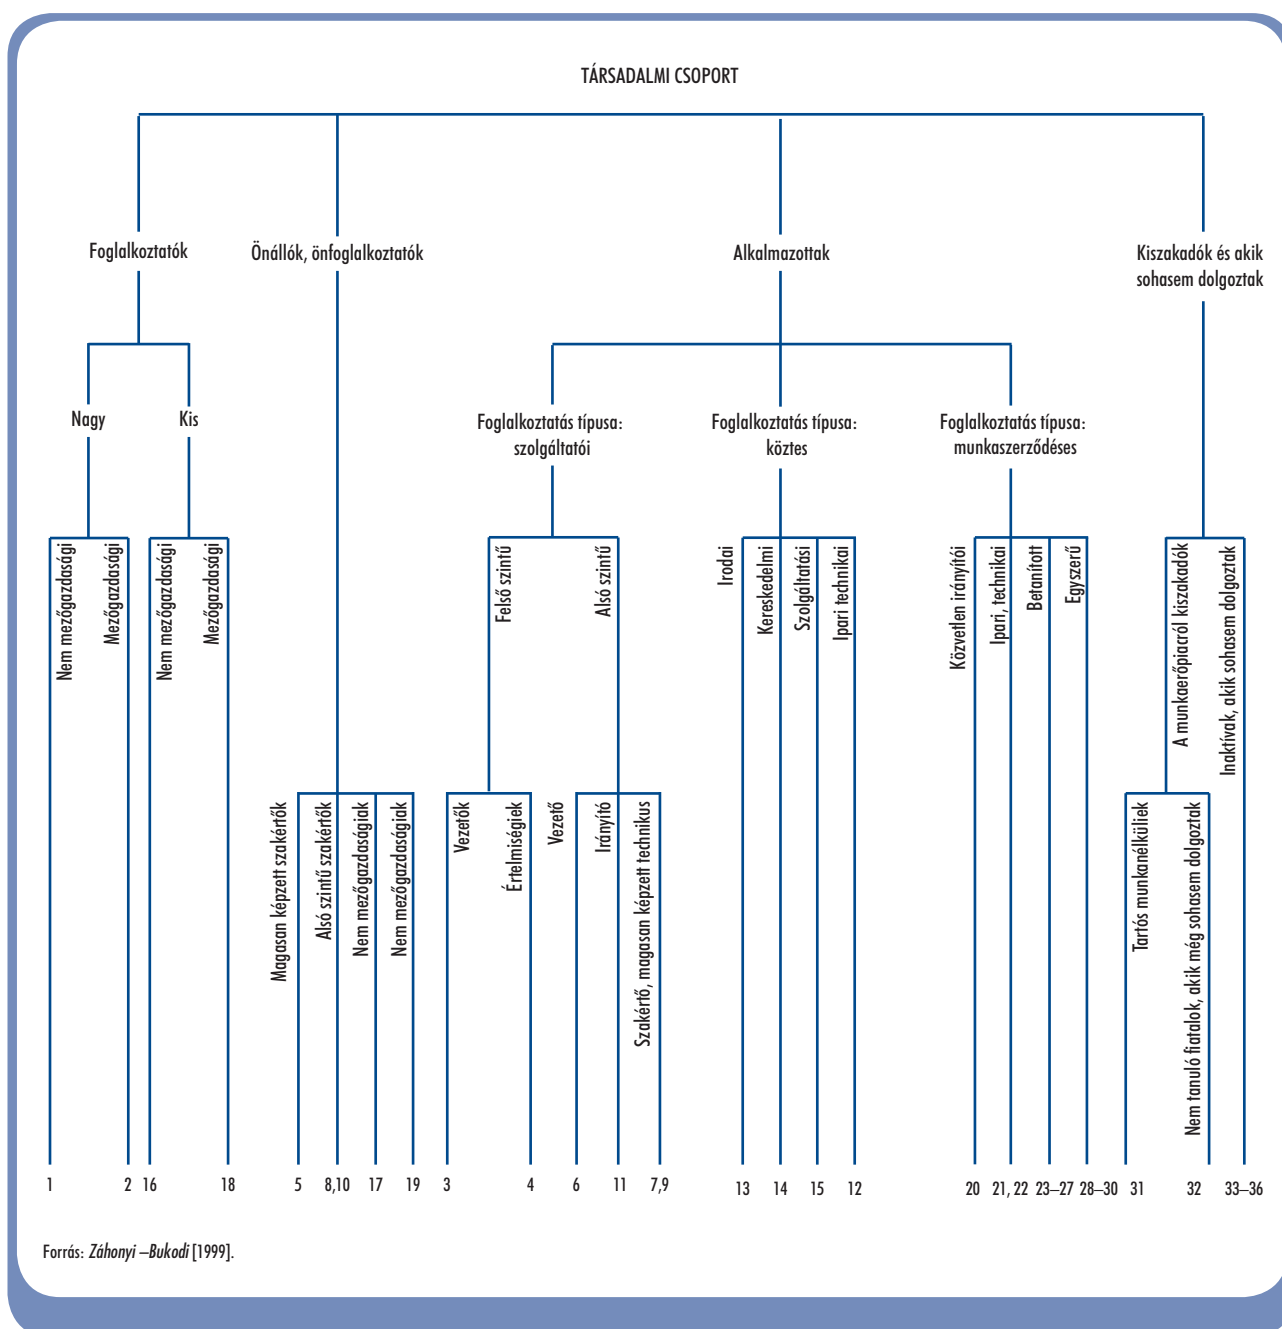 TÁRSADALMI CSOPORT
Foglalkoztatók
Önállók, önfoglalkoztatók
Alkalmazottak
Kiszakadók és akik
sohasem dolgoztak
Nagy
Kis
Foglalkoztatás típusa:
szolgáltatói
Foglalkoztatás típusa:
köztes
Foglalkoztatás típusa:
munkaszerződéses
Nem mezőgazdasági
Mezőgazdasági
Nem mezőgazdasági
Mezőgazdasági
Felső szintű
Alsó szintű
Irodai
Kereskedelmi
Szolgáltatási
Ipari technikai
Közvetlen irányítói
Ipari, technikai
Betanított
Egyszerű
A munkaerőpiacról kiszakadók
Inaktívak, akik sohasem dolgoztak
Magasan képzett szakértők
Alsó szintű szakértők
Nem mezőgazdaságiak
Nem mezőgazdaságiak
Vezetők
Értelmiségiek
Vezető
Irányító
Szakértő, magasan képzett technikus
Tartós munkanélküliek
Nem tanuló fiatalok, akik még sohasem dolgoztak
1 2 16 18 5 8,10 17 19 3 4 6 11 7,9 13 14 15 12 20 21, 22 23–27 28–30 31 32 33–36
Forrás: Záhonyi –Bukodi [1999].